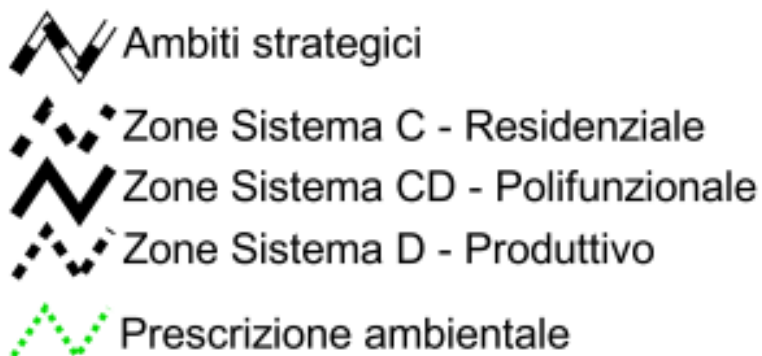 Ambiti strategici
Zone Sistema C - Residenziale
Zone Sistema CD - Polifunzionale
Zone Sistema D - Produttivo
Prescrizione ambientale